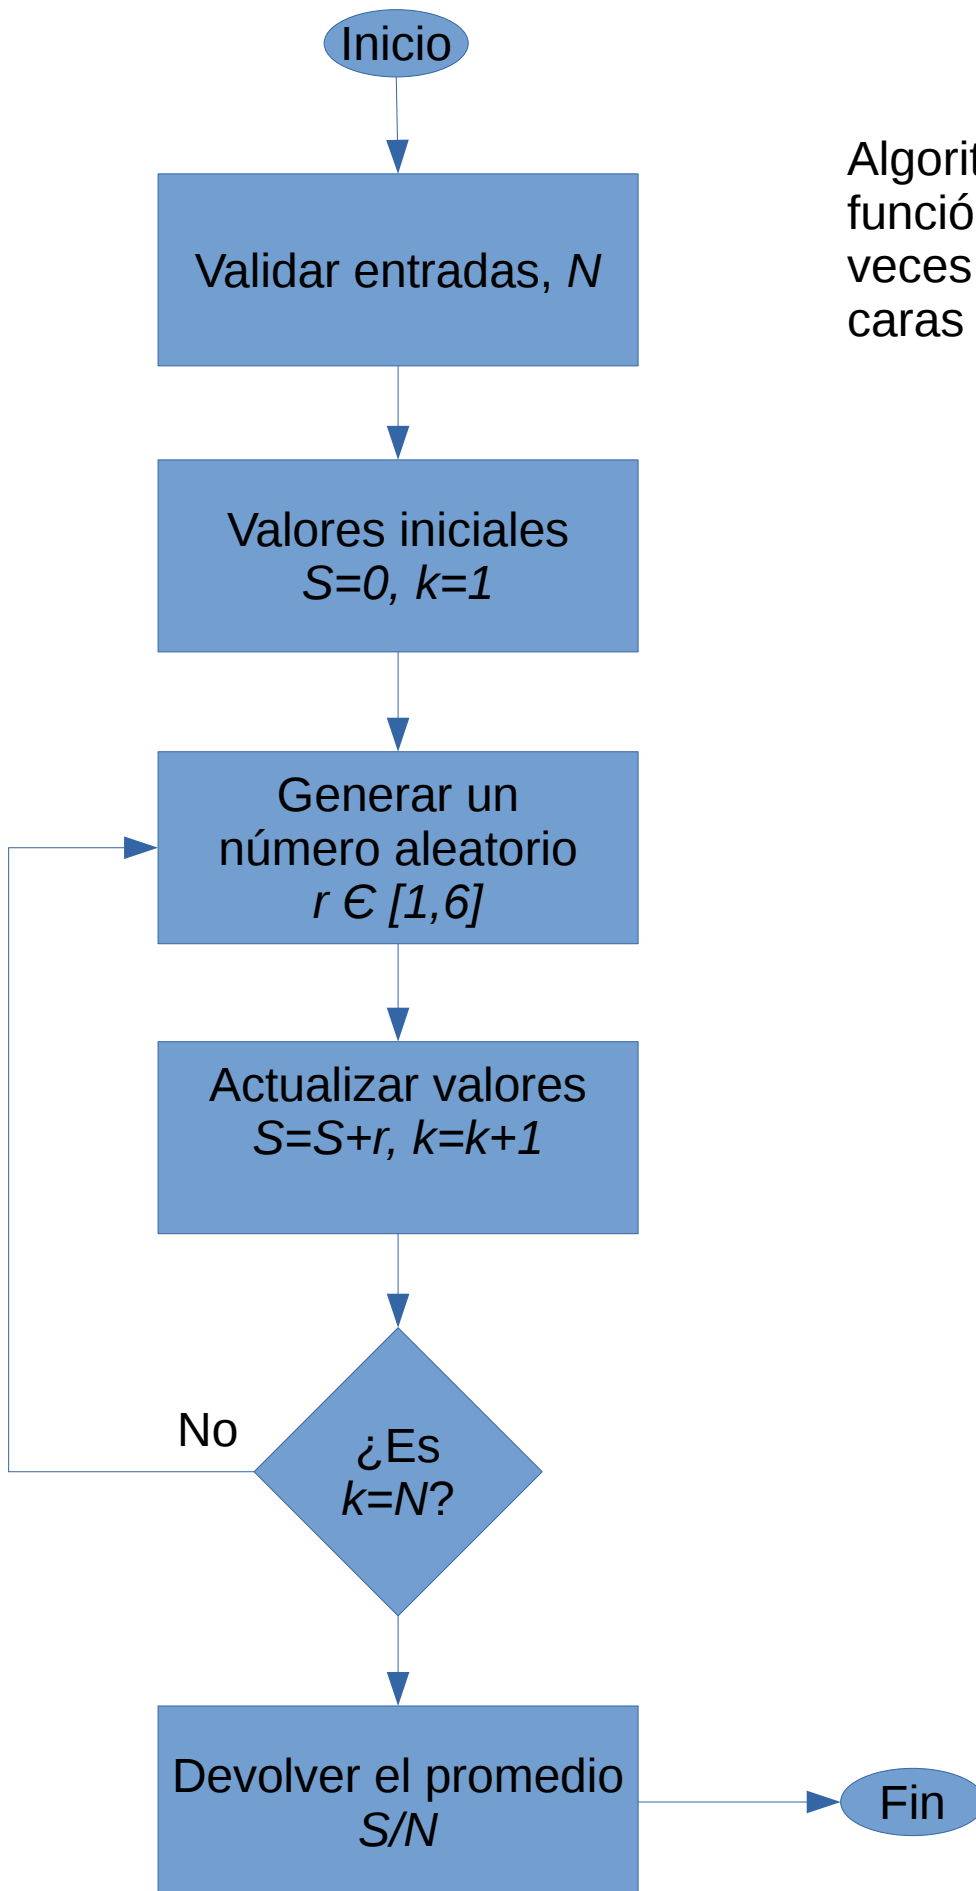 Inicio
Algorit
funció
veces
caras
Validar entradas, N
Valores iniciales
S=0, k=1
Generar un
número aleatorio
r Є [1,6]
Actualizar valores
S=S+r, k=k+1
No
¿Es
k=N?
Devolver el promedio
S/N
Fin